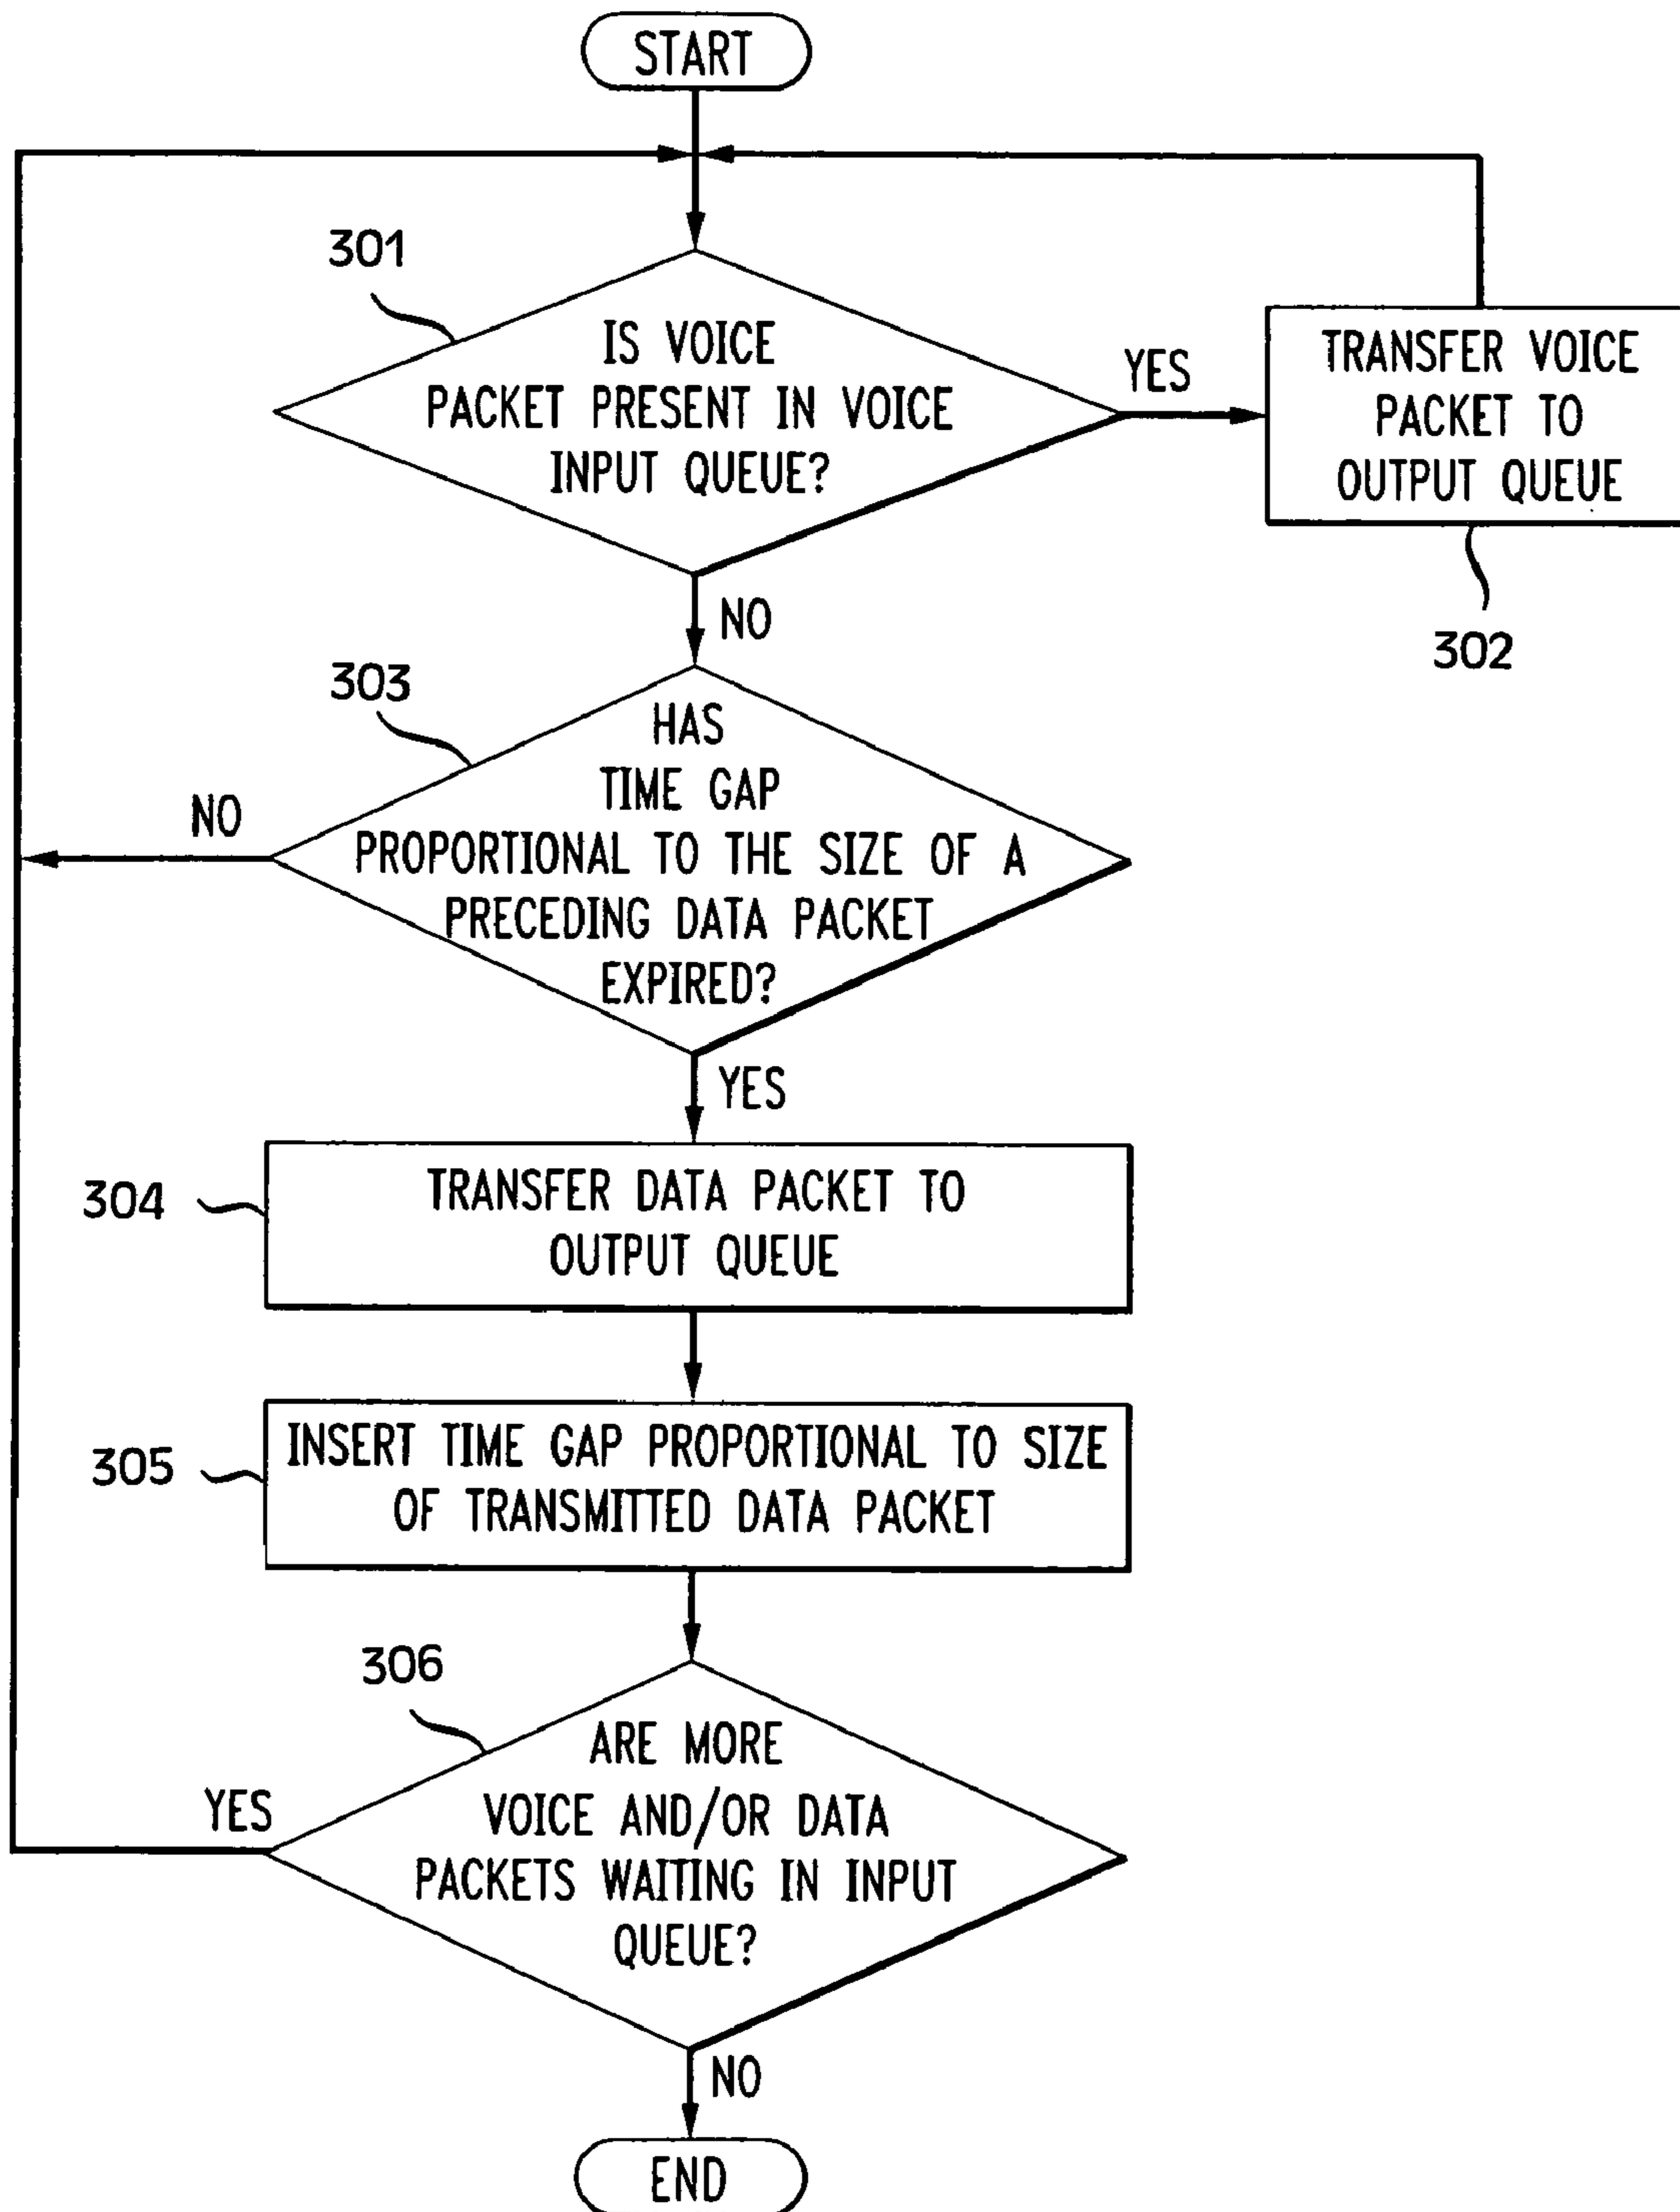 START
301
IS VOICE
PACKET PRESENT IN VOICE
INPUT QUEUE?
YES
TRANSFER VOICE
PACKET TO
OUTPUT QUEUE
302
NO
303
HAS
TIME GAP
PROPORTIONAL TO THE SIZE OF A
PRECEDING DATA PACKET
EXPIRED?
NO
YES
304
TRANSFER DATA PACKET TO
OUTPUT QUEUE
305
INSERT TIME GAP PROPORTIONAL TO SIZE
OF TRANSMITTED DATA PACKET
306
ARE MORE
VOICE AND/OR DATA
PACKETS WAITING IN INPUT
QUEUE?
YES
NO
END